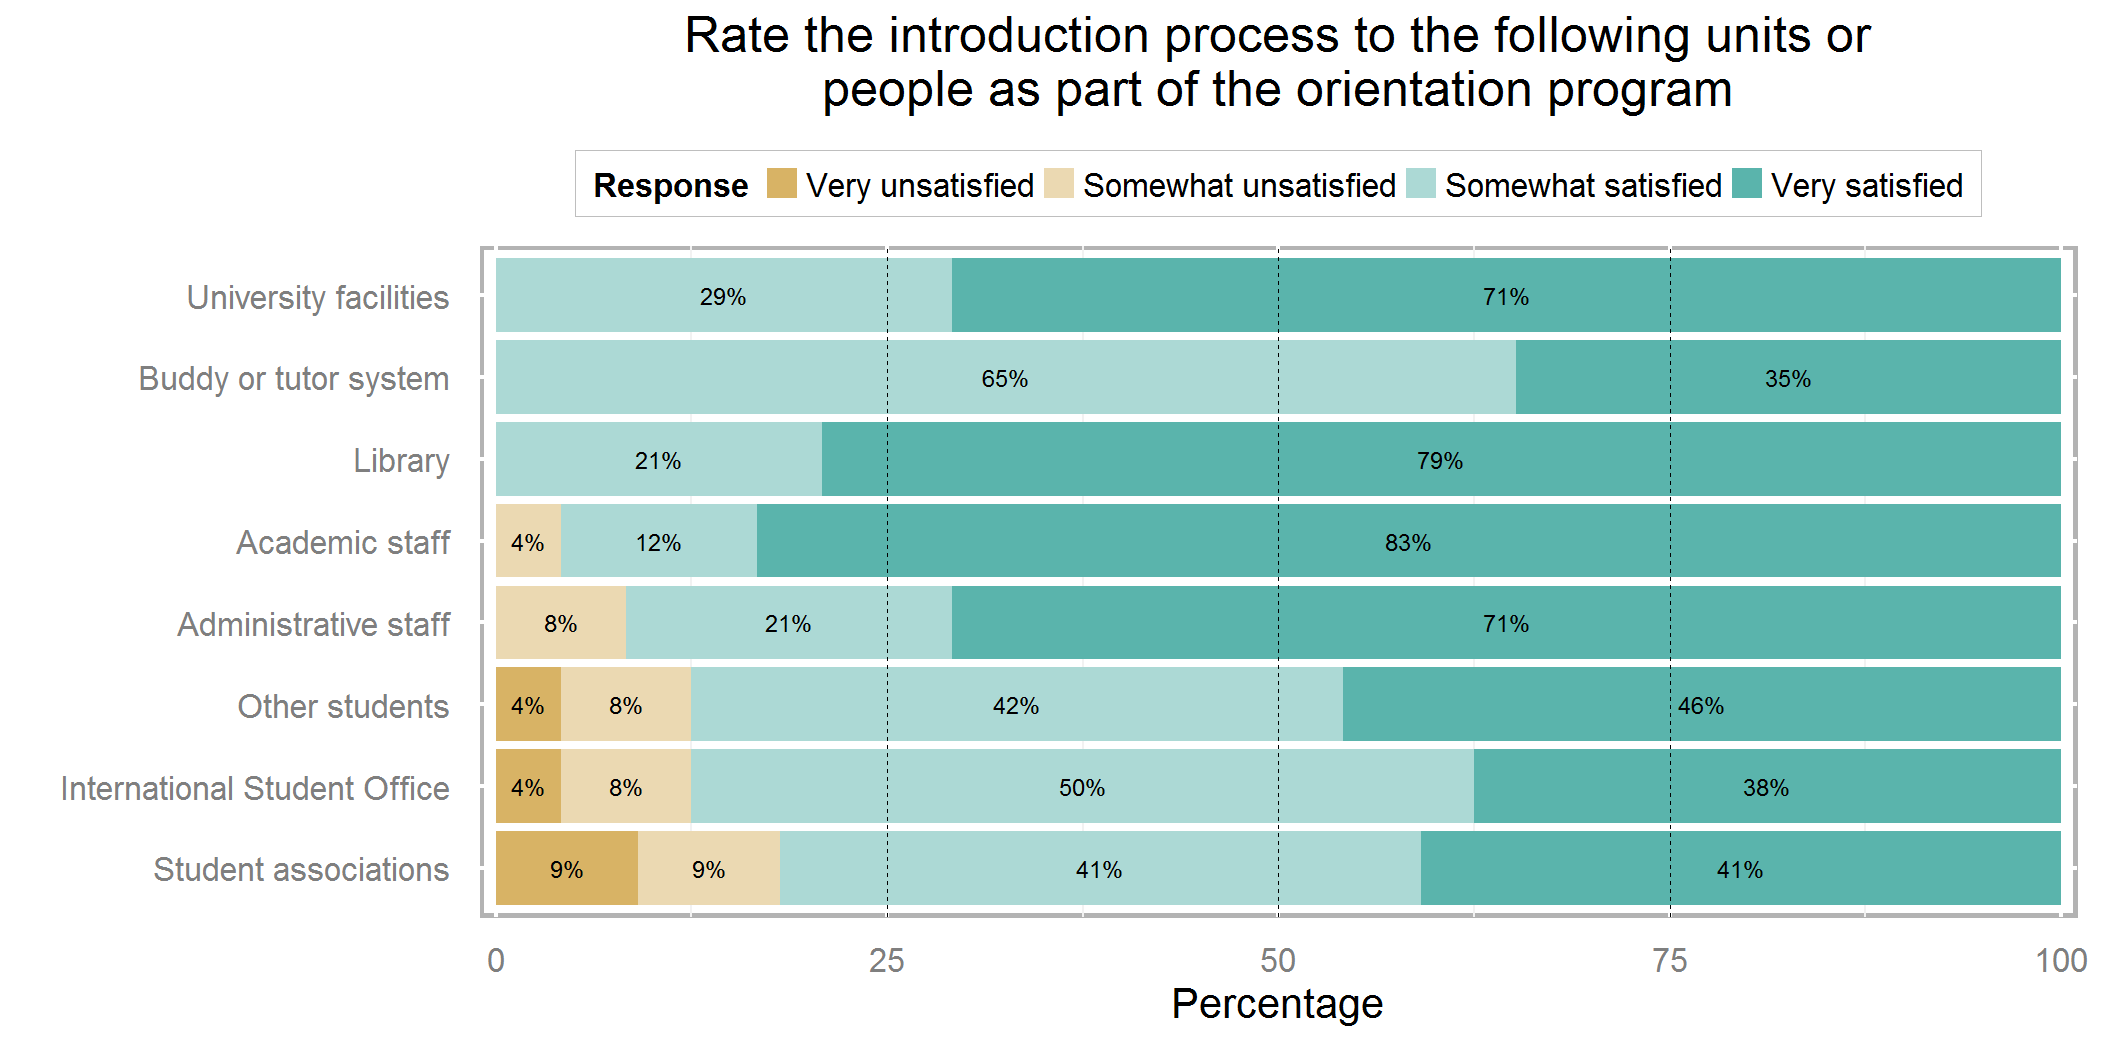 Rate the introduction process to the following units or
people as part of the orientation program
Response Very unsatisfied Somewhat unsatisfied Somewhat satisfied Very satisfied
University facilities 29% 71%
Buddy or tutor system 65% 35%
Library 21% 79%
Academic staff 4% 12% 83%
Administrative staff 8% 21% 71%
Other students 4% 8% 42% 46%
International Student Office 4% 8% 50% 38%
Student associations 9% 9% 41% 41%
0 25 50 75 100
Percentage